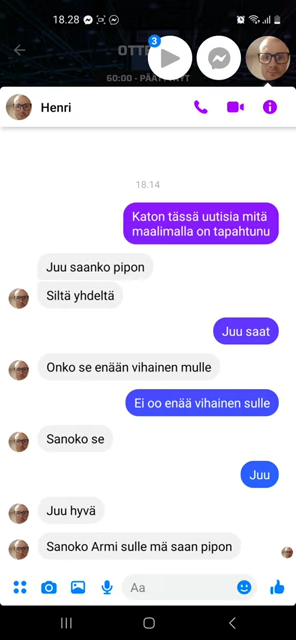 18.28
OTTE
3
60:00 - PÄÄTTYNYT
Henri
18.14
Katon tässä uutisia mitä
maalimalla on tapahtunu
Juu saanko pipon
Siltä yhdeltä
Juu saat
Onko se enään vihainen mulle
Ei oo enää vihainen sulle
Sanoko se
Juu
Juu hyvä
Sanoko Armi sulle mä saan pipon
Aa